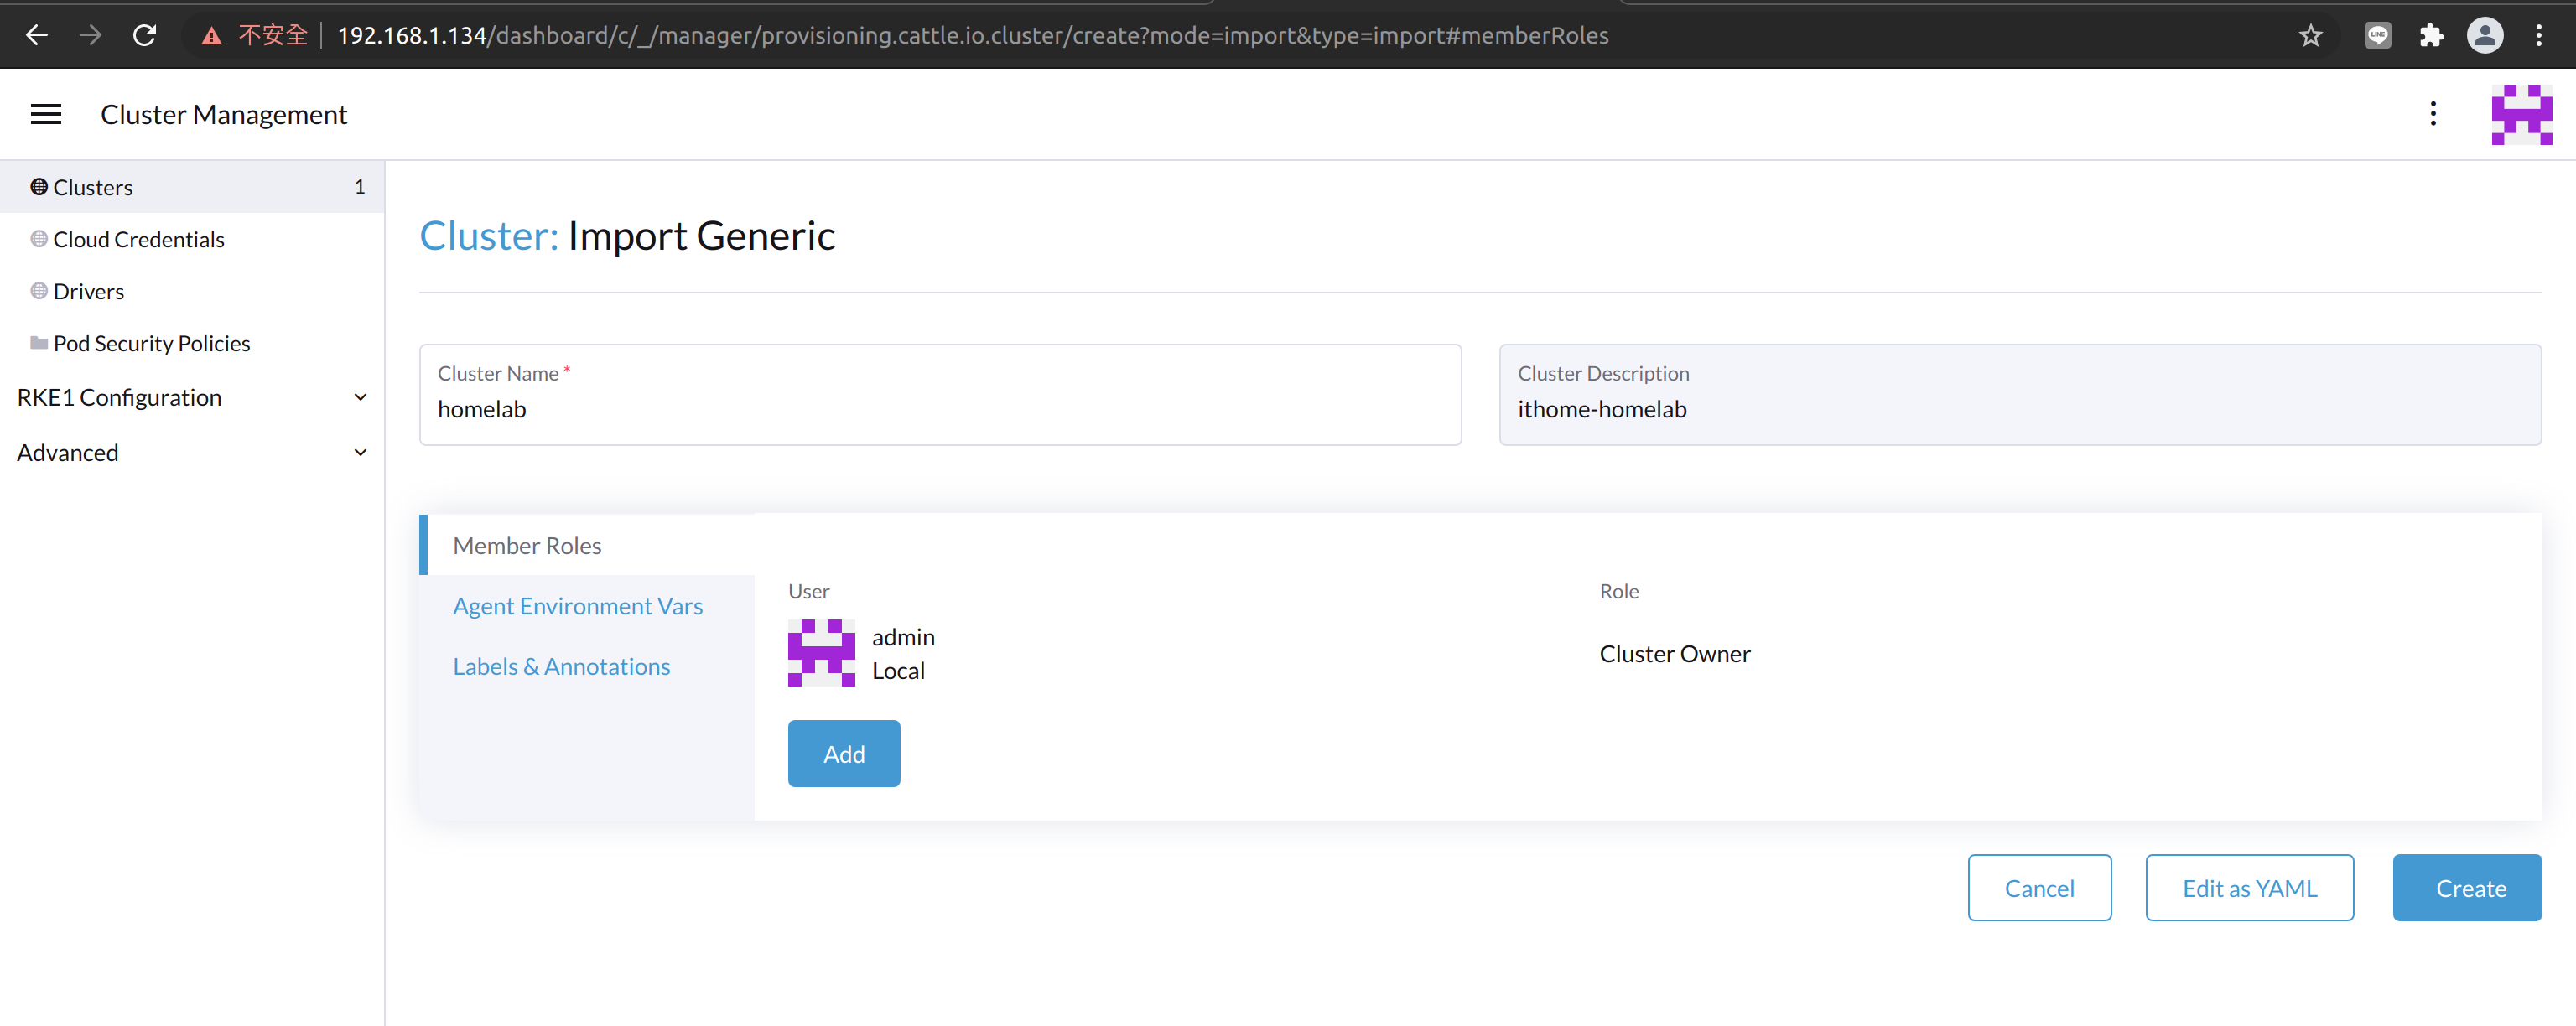 不安全 192.168.1.134/dashboard/c/_/manager/provisioning.cattle.io.cluster/create?mode=import&type=import#memberRoles
LINE
Cluster Management
Clusters 1
Cloud Credentials
Drivers
Pod Security Policies
RKE1 Configuration
Advanced
Cluster: Import Generic
Cluster Name *
homelab
Cluster Description
ithome-homelab
Member Roles
Agent Environment Vars
Labels & Annotations
User
Role
admin
Local
Cluster Owner
Add
Cancel
Edit as YAML
Create